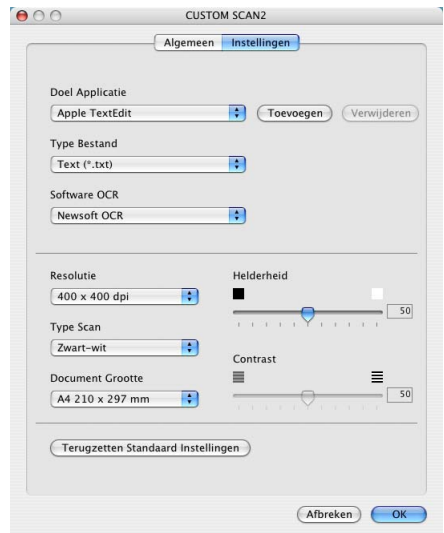 CUSTOM SCAN2
Algemeen Instellingen
Doel Applicatie
Apple TextEdit Toevoegen Verwijderen
Type Bestand
Text (*.txt)
Software OCR
Newsoft OCR
Resolutie
400 x 400 dpi
Type Scan
Zwart-wit
Document Grootte
A4 210 x 297 mm
Helderheid
50
Contrast
50
Terugzetten Standaard Instellingen
Afbreken OK